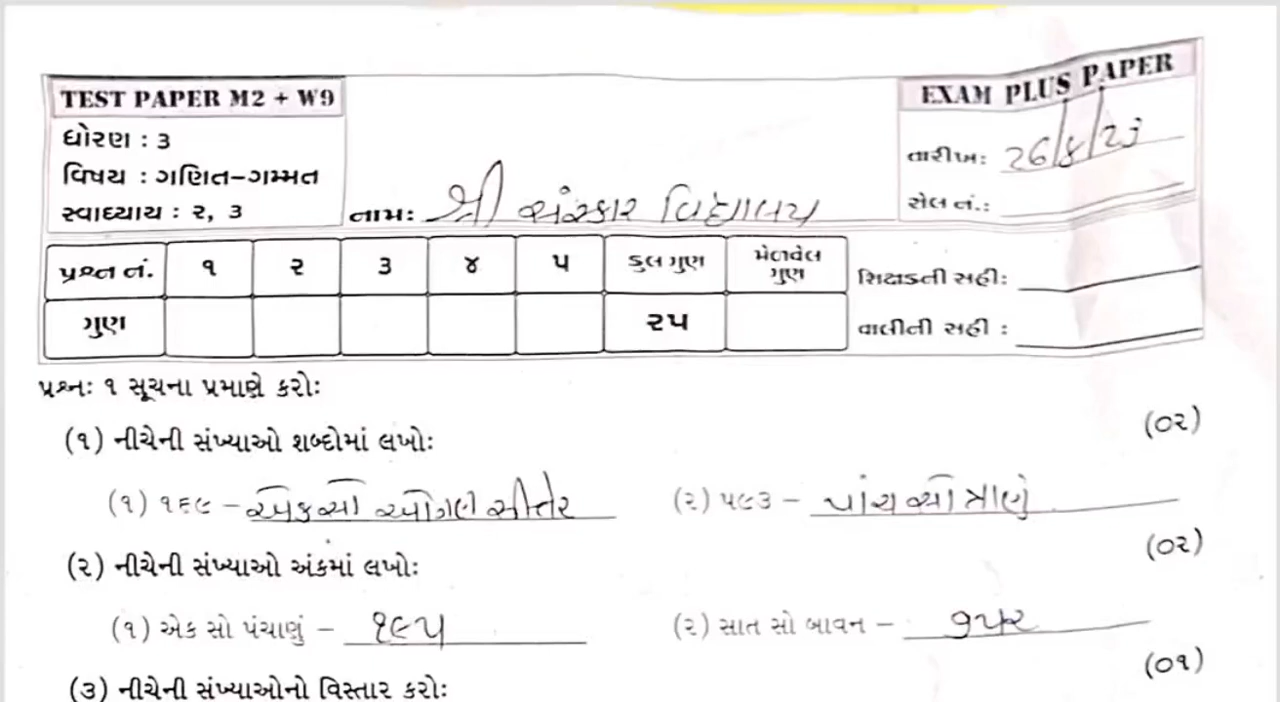 TEST PAPER M2 + W9
EXAM PLUS PAPER
ધોરણ : ૩
વિષય : ગણિત-ગમ્મત
તારીખ: 26/8/23
સ્વાધ્યાય : ૨, ૩
નામ: શ્રી સંસ્કાર વિદ્યાલય
સેલ નં.:
પ્રશ્ન નં. ૧ ૨ ૩ ૪ ૫ કુલ ગુણ મેળવેલ ગુણ
શિક્ષકની સહી:
ગુણ ૨૫
વાલીની સહી :
પ્રશ્ન: ૧ સૂચના પ્રમાણે કરો:
(૧) નીચેની સંખ્યાઓ શબ્દોમાં લખો: (૦૨)
(૧) ૧૬૯ – એકસો ઓગણસીતેર (૨) ૫૯૩ – પાંચસો ત્રાણું
(૨) નીચેની સંખ્યાઓ અંકમાં લખો: (૦૨)
(૧) એક સો પંચાણું – ૧૯૫ (૨) સાત સો બાવન – ૭૫૨
(૩) નીચેની સંખ્યાઓનો વિસ્તાર કરો: (૦૧)